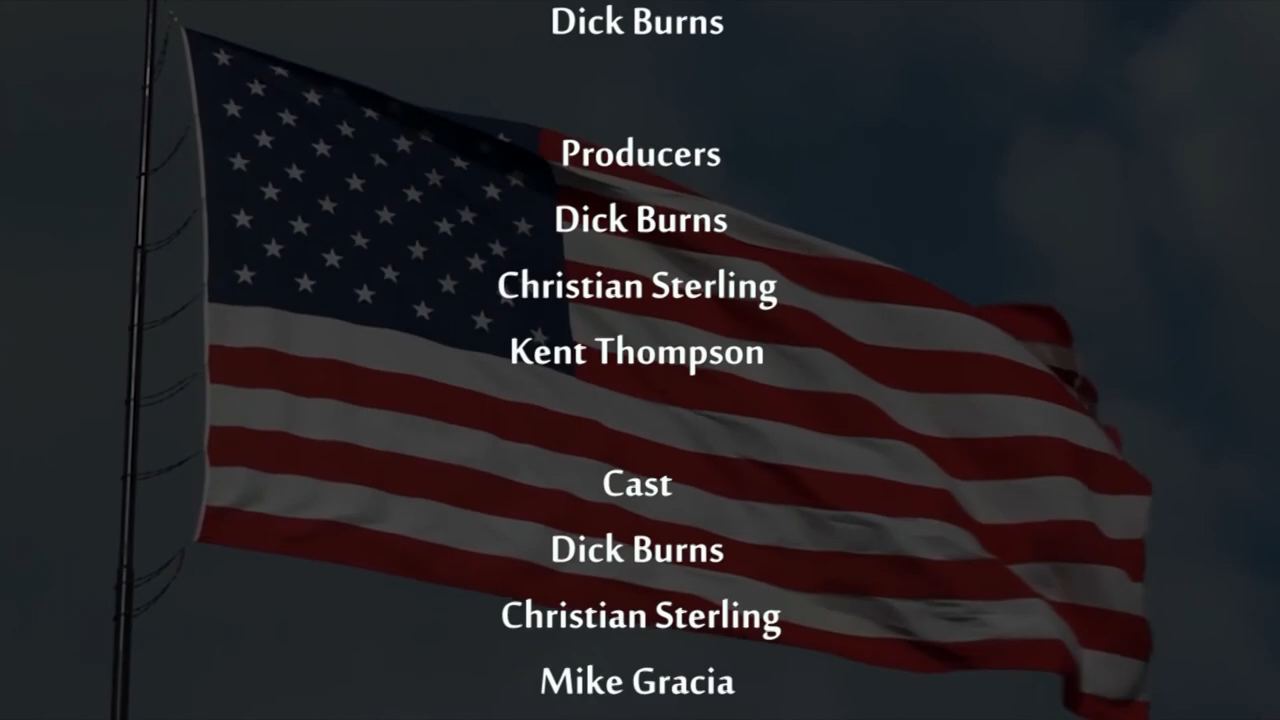 Dick Burns
Producers
Dick Burns
Christian Sterling
Kent Thompson
Cast
Dick Burns
Christian Sterling
Mike Gracia